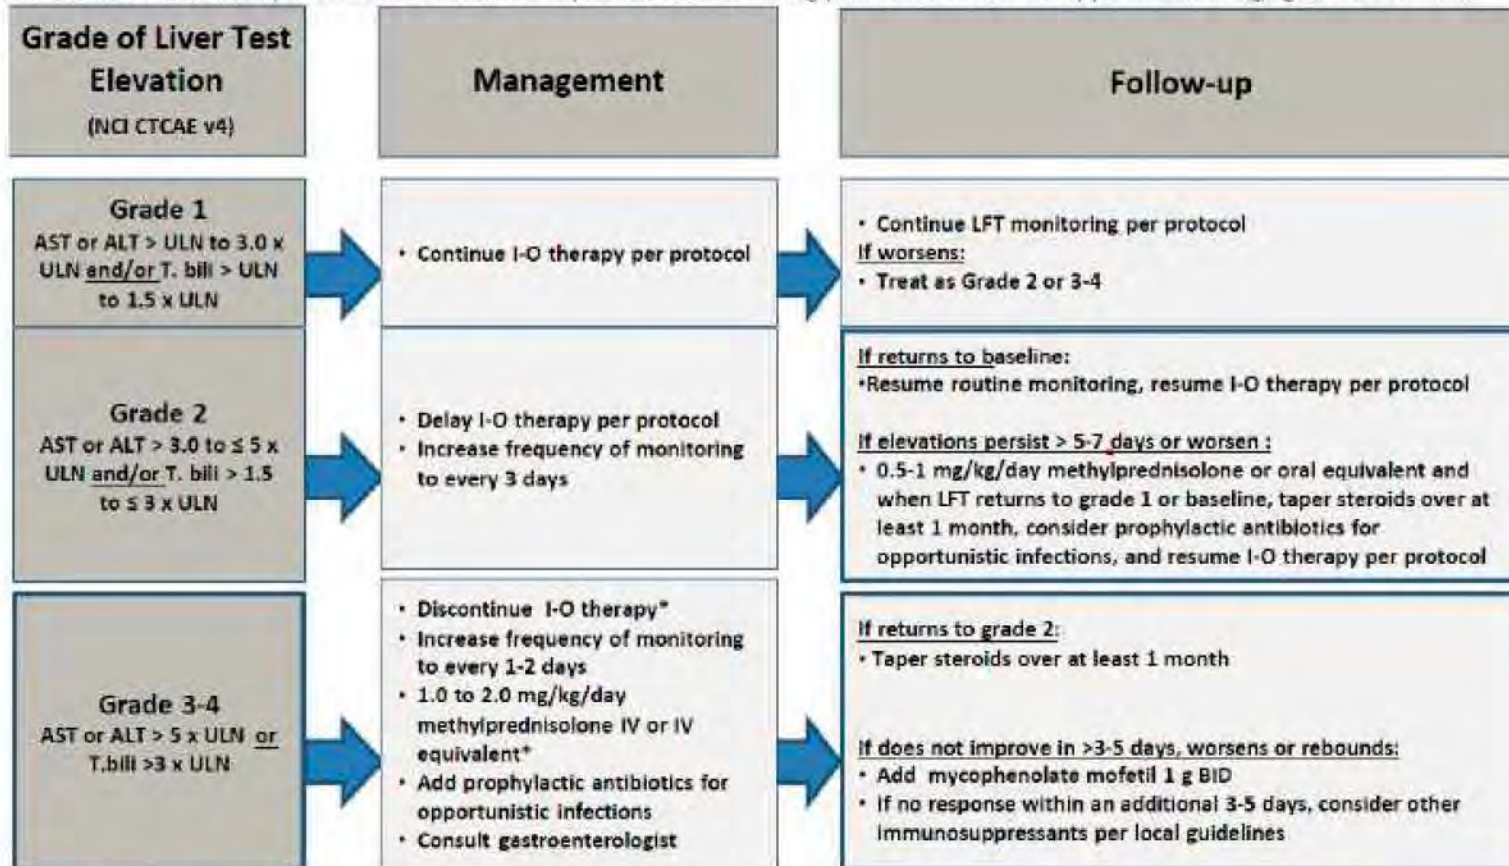 Grade of Liver Test
Elevation
(NCI CTCAE v4)
Management
Follow-up
Grade 1
AST or ALT > ULN to 3.0 x
ULN and/or T. bili > ULN
to 1.5 x ULN
• Continue I-O therapy per protocol
• Continue LFT monitoring per protocol
If worsens:
• Treat as Grade 2 or 3-4
Grade 2
AST or ALT > 3.0 to ≤ 5 x
ULN and/or T. bili > 1.5
to ≤ 3 x ULN
• Delay I-O therapy per protocol
• Increase frequency of monitoring
to every 3 days
If returns to baseline:
•Resume routine monitoring, resume I-O therapy per protocol
If elevations persist > 5-7 days or worsen :
• 0.5-1 mg/kg/day methylprednisolone or oral equivalent and
when LFT returns to grade 1 or baseline, taper steroids over at
least 1 month, consider prophylactic antibiotics for
opportunistic infections, and resume I-O therapy per protocol
Grade 3-4
AST or ALT > 5 x ULN or
T.bili >3 x ULN
• Discontinue I-O therapy*
• Increase frequency of monitoring
to every 1-2 days
• 1.0 to 2.0 mg/kg/day
methylprednisolone IV or IV
equivalent*
• Add prophylactic antibiotics for
opportunistic infections
• Consult gastroenterologist
If returns to grade 2:
• Taper steroids over at least 1 month
If does not improve in >3-5 days, worsens or rebounds:
• Add mycophenolate mofetil 1 g BID
• If no response within an additional 3-5 days, consider other
immunosuppressants per local guidelines